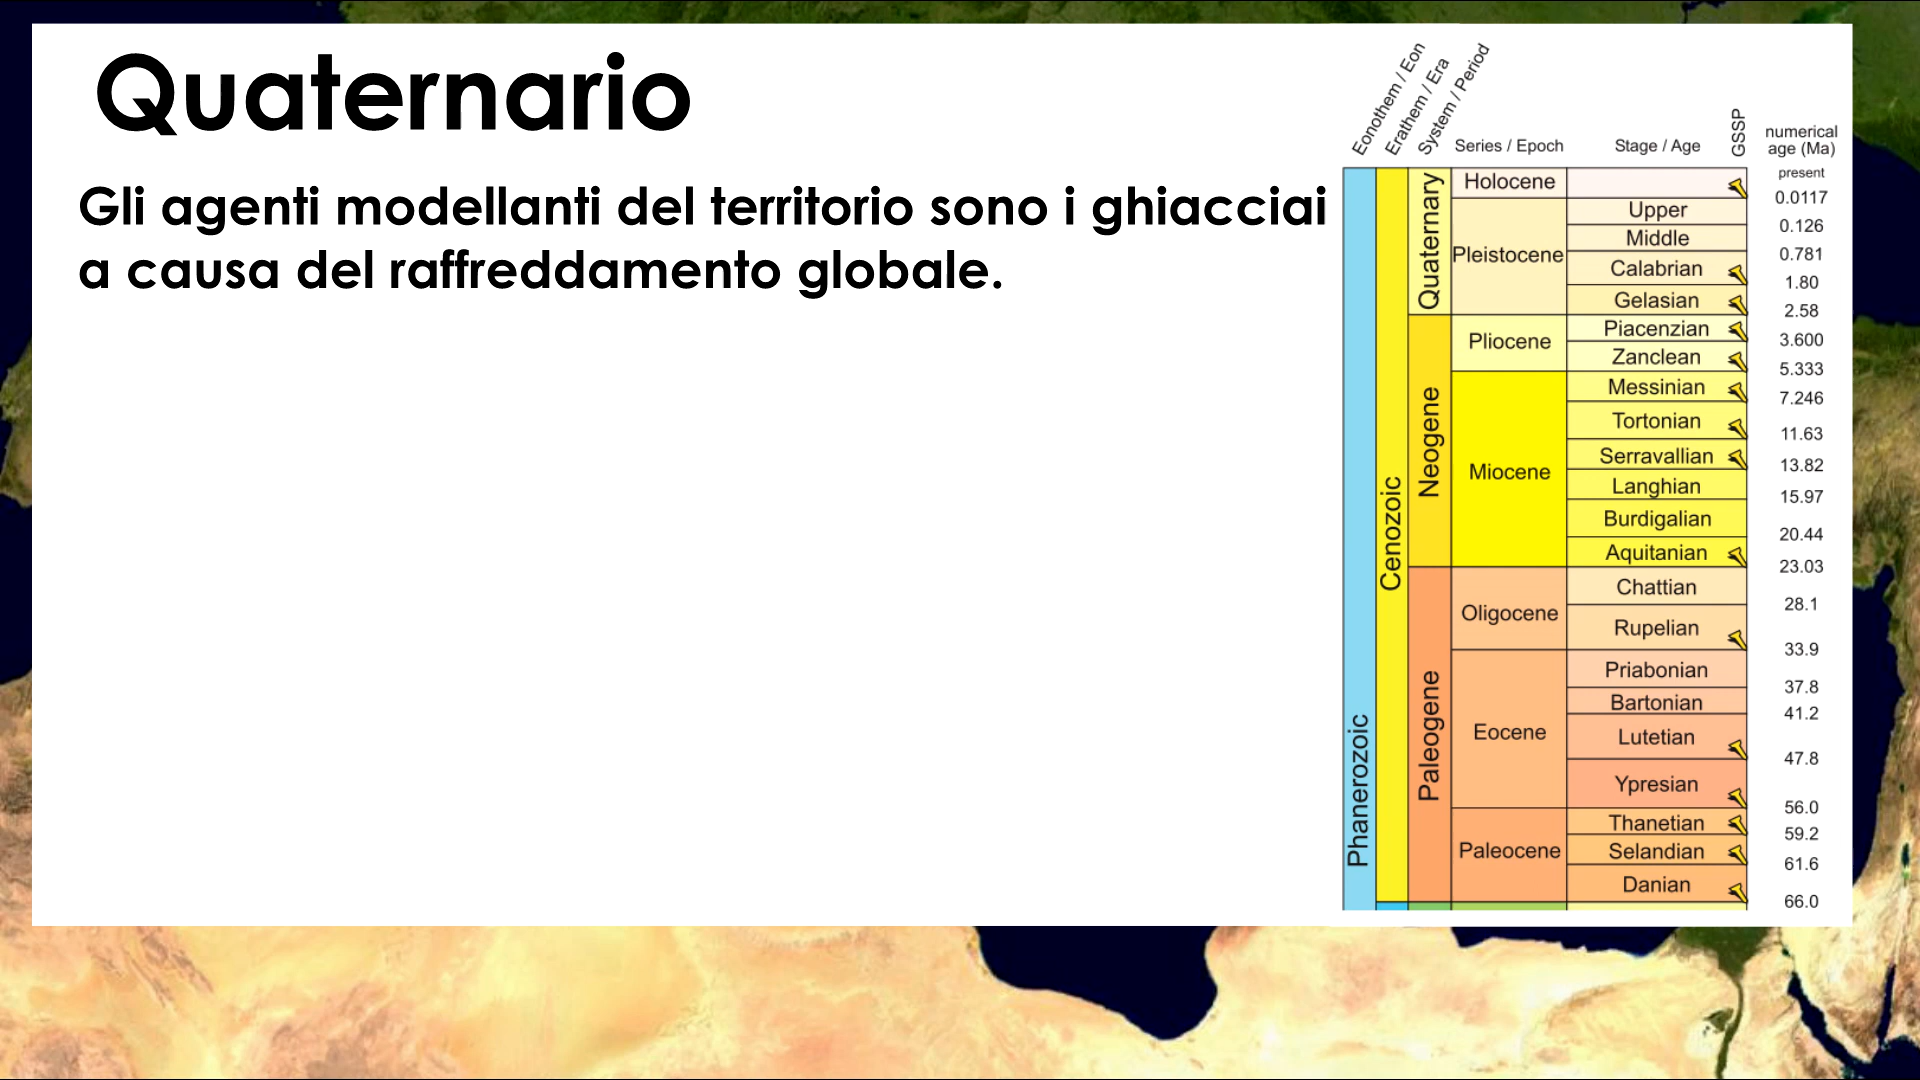 Quaternario
Gli agenti modellanti del territorio sono i ghiacciai
a causa del raffreddamento globale.
Eonothem / Eon
Erathem / Era
System / Period
Series / Epoch
Stage / Age
GSSP
numerical
age (Ma)
Phanerozoic
Cenozoic
Quaternary
Neogene
Paleogene
Holocene
Pleistocene
Pliocene
Miocene
Oligocene
Eocene
Paleocene
Upper
Middle
Calabrian
Gelasian
Piacenzian
Zanclean
Messinian
Tortonian
Serravallian
Langhian
Burdigalian
Aquitanian
Chattian
Rupelian
Priabonian
Bartonian
Lutetian
Ypresian
Thanetian
Selandian
Danian
present
0.0117
0.126
0.781
1.80
2.58
3.600
5.333
7.246
11.63
13.82
15.97
20.44
23.03
28.1
33.9
37.8
41.2
47.8
56.0
59.2
61.6
66.0